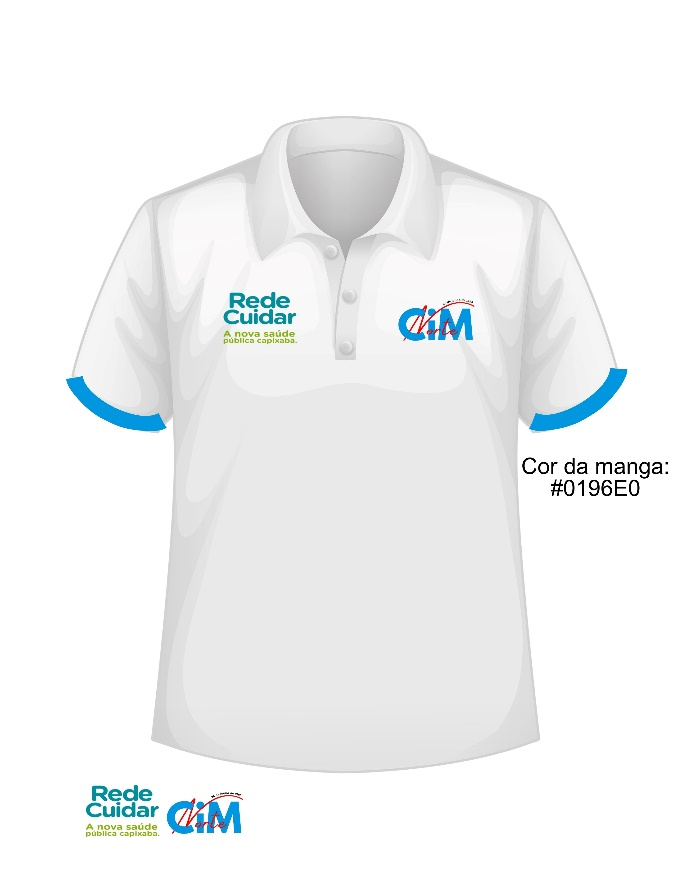 Rede
Cuidar
A nova saúde
pública capixaba.
CiM
Norte
Cor da manga:
#0196E0
Rede
Cuidar
A nova saúde
pública capixaba.
CiM
Norte